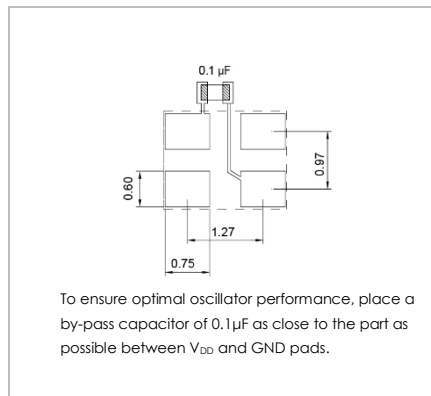 0.1 µF
0.60
0.97
1.27
0.75
To ensure optimal oscillator performance, place a
by-pass capacitor of 0.1µF as close to the part as
possible between VDD and GND pads.